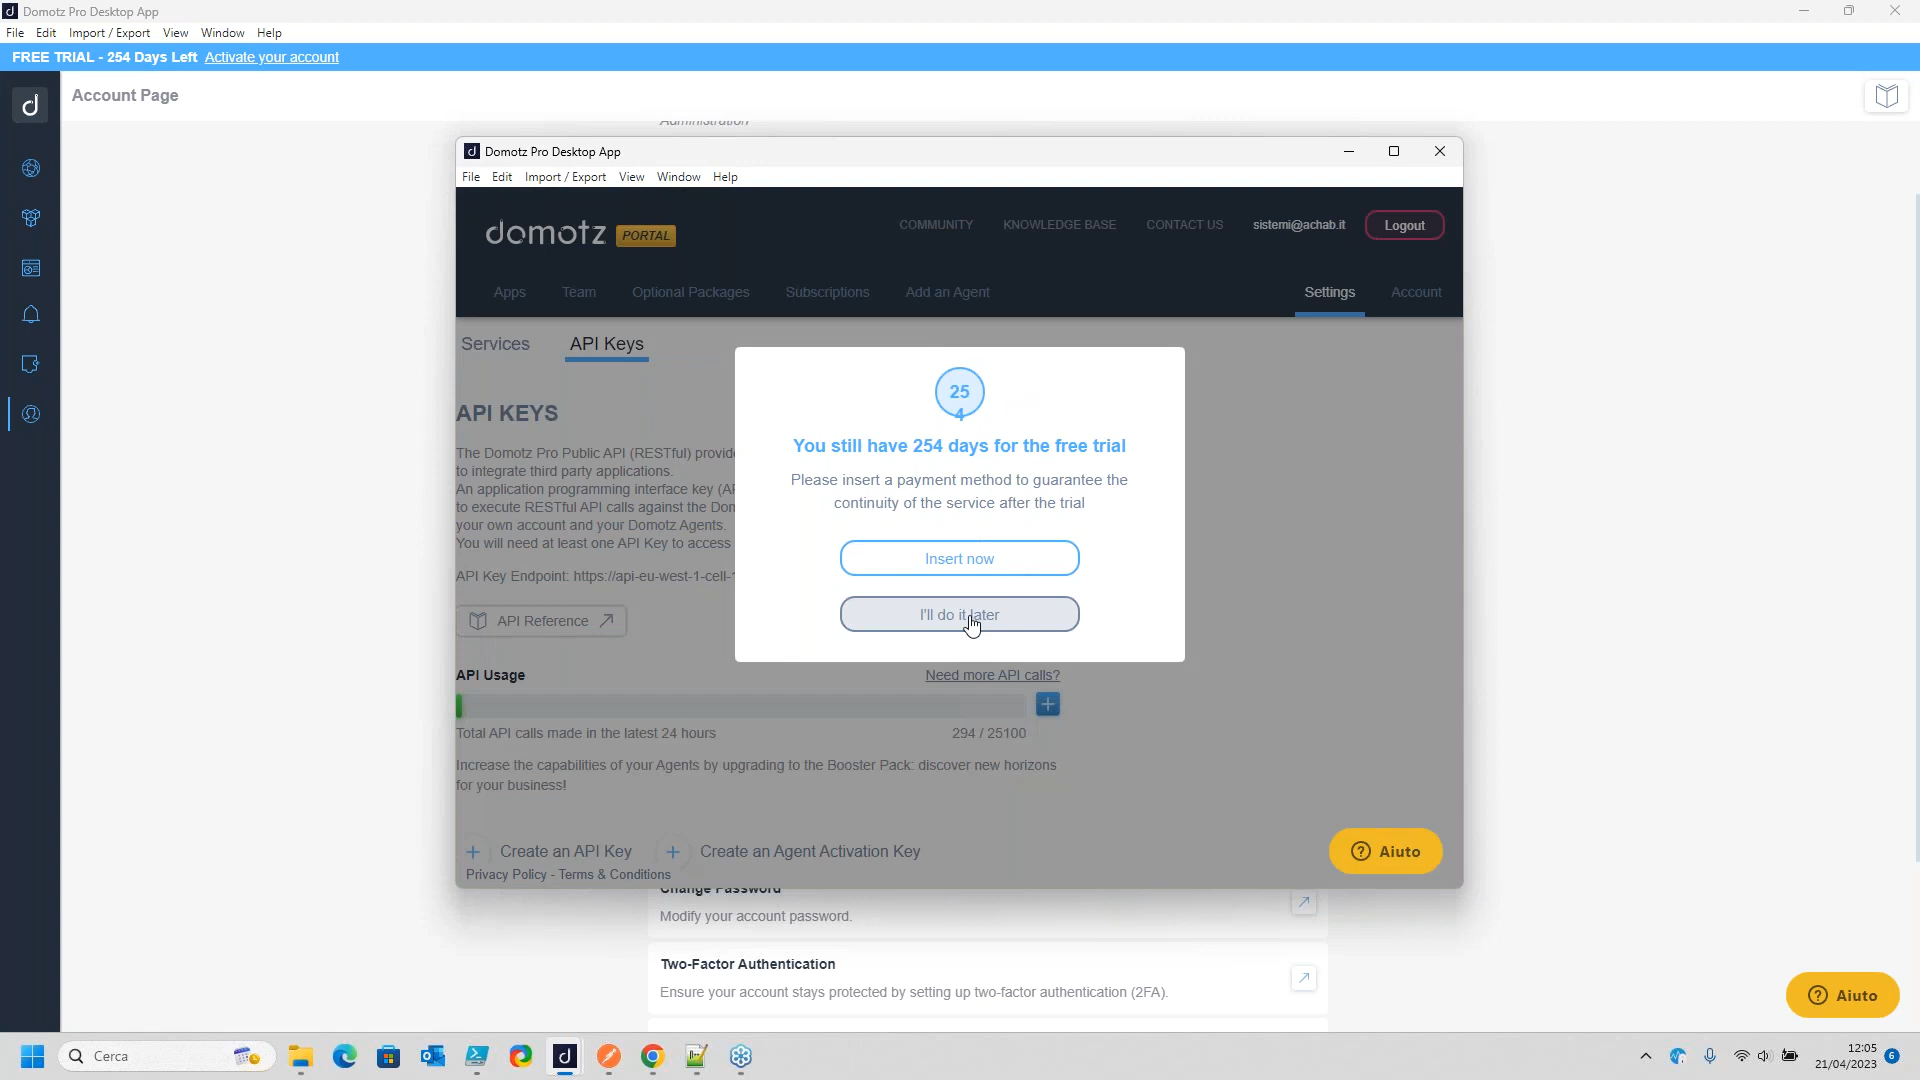 Domotz Pro Desktop App
File Edit Import / Export View Window Help
FREE TRIAL - 254 Days Left Activate your account
Account Page
Administration
Domotz Pro Desktop App
File Edit Import / Export View Window Help
domotz PORTAL
COMMUNITY KNOWLEDGE BASE CONTACT US sistemi@achab.it Logout
Apps Team Optional Packages Subscriptions Add an Agent Settings Account
Services API Keys
API KEYS
The Domotz Pro Public API (RESTful) provid
to integrate third party applications.
An application programming interface key (AP
to execute RESTful API calls against the Dom
your own account and your Domotz Agents.
You will need at least one API Key to access
API Key Endpoint: https://api-eu-west-1-cell-1
API Reference
254
You still have 254 days for the free trial
Please insert a payment method to guarantee the
continuity of the service after the trial
Insert now
I'll do it later
API Usage Need more API calls?
Total API calls made in the latest 24 hours 294 / 25100
Increase the capabilities of your Agents by upgrading to the Booster Pack: discover new horizons
for your business!
+ Create an API Key + Create an Agent Activation Key
Privacy Policy - Terms & Conditions
Aiuto
Change Password
Modify your account password.
Two-Factor Authentication
Ensure your account stays protected by setting up two-factor authentication (2FA).
Aiuto
Cerca
12:05
21/04/2023
6